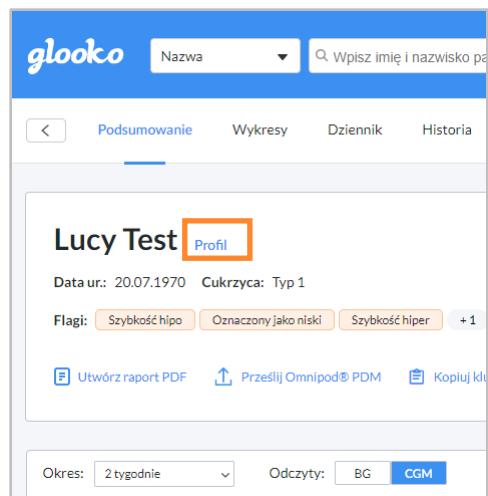 glooko Nazwa Wpisz imię i nazwisko
Podsumowanie Wykresy Dziennik Historia
Lucy Test Profil
Data ur.: 20.07.1970 Cukrzyca: Typ 1
Flagi: Szybkość hipo Oznaczony jako niski Szybkość hiper + 1
Utwórz raport PDF Prześlij Omnipod® PDM Kopiuj
Okres: 2 tygodnie Odczyty: BG CGM